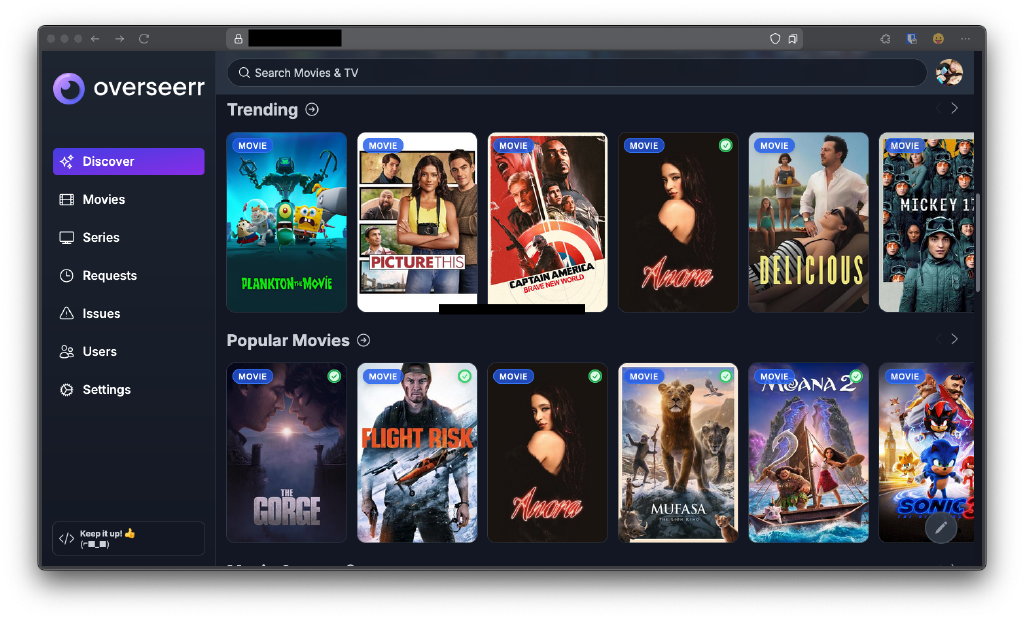 overseerr
Search Movies & TV
Discover
Movies
Series
Requests
Issues
Users
Settings
</> Keep it up! 👍
(⌐■_■)
Trending
MOVIE
PLANKTON THE MOVIE
MOVIE
PICTURE THIS
MOVIE
CAPTAIN AMERICA
BRAVE NEW WORLD
MOVIE
Anora
MOVIE
DELICIOUS
MOVIE
MICKEY 17
Popular Movies
MOVIE
THE
GORGE
MOVIE
FLIGHT RISK
MOVIE
Anora
MOVIE
MUFASA
THE LION KING
MOVIE
MOANA 2
MOVIE
SONIC 3